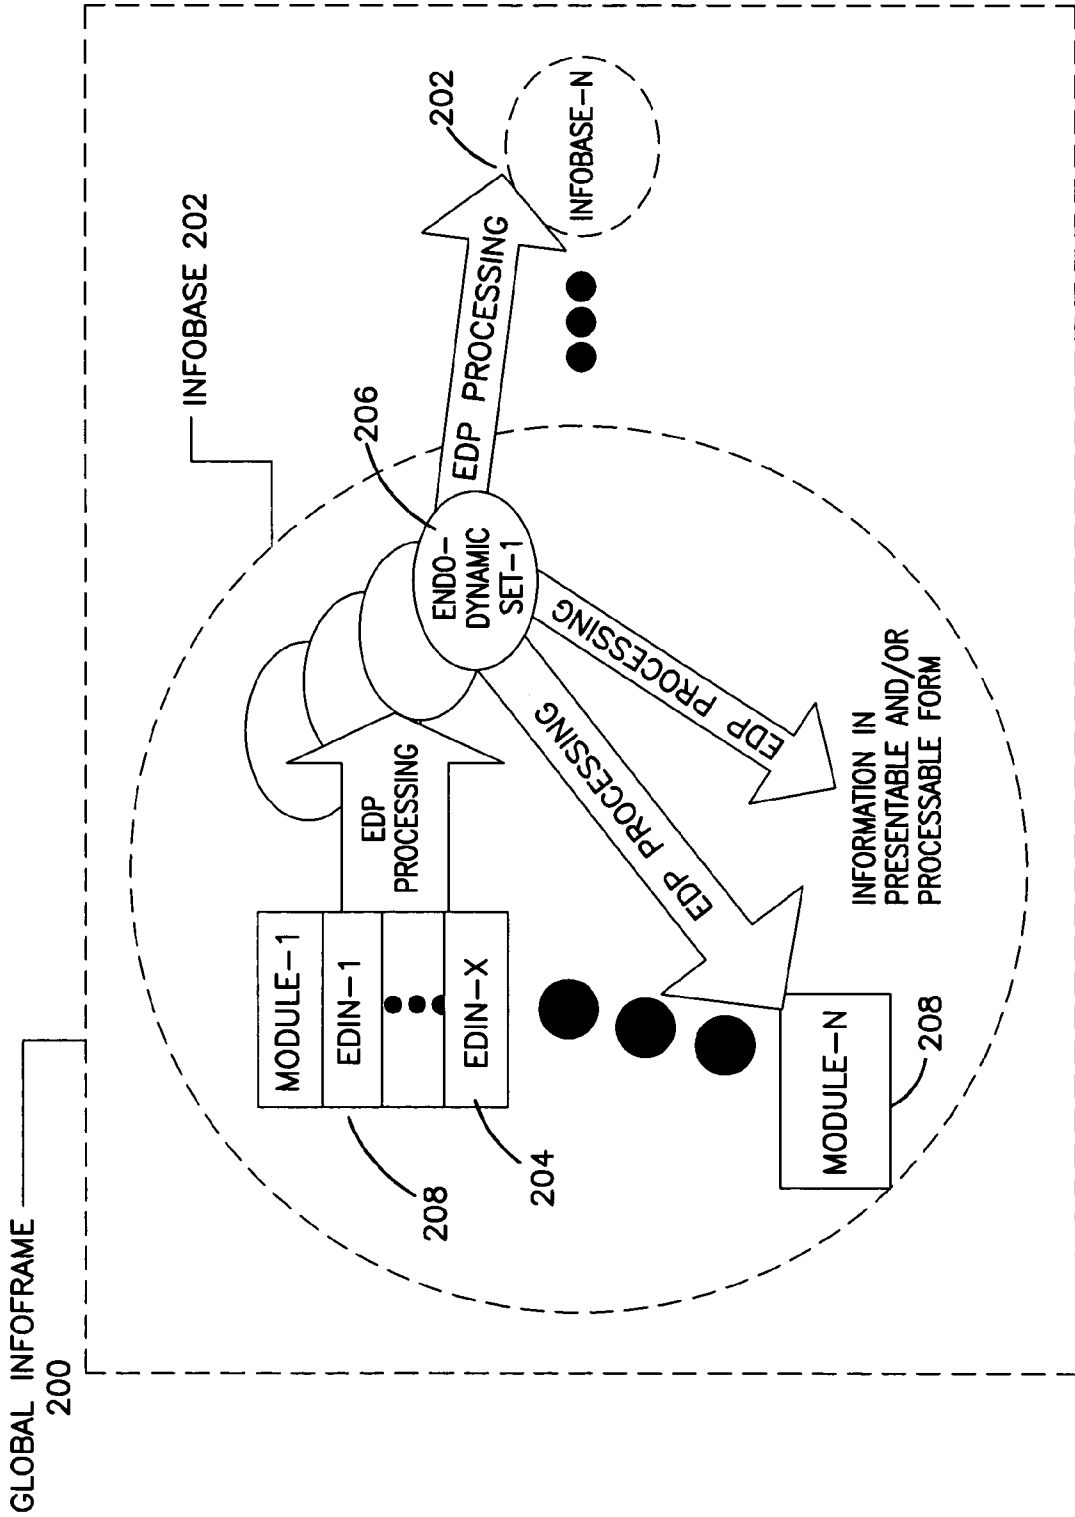 GLOBAL INFOFRAME
200
INFOBASE 202
MODULE-1
EDIN-1
EDIN-X
208
204
EDP
PROCESSING
206
ENDO-
DYNAMIC
SET-1
EDP PROCESSING
202
INFOBASE-N
EDP PROCESSING
EDP PROCESSING
MODULE-N
208
INFORMATION IN
PRESENTABLE AND/OR
PROCESSABLE FORM